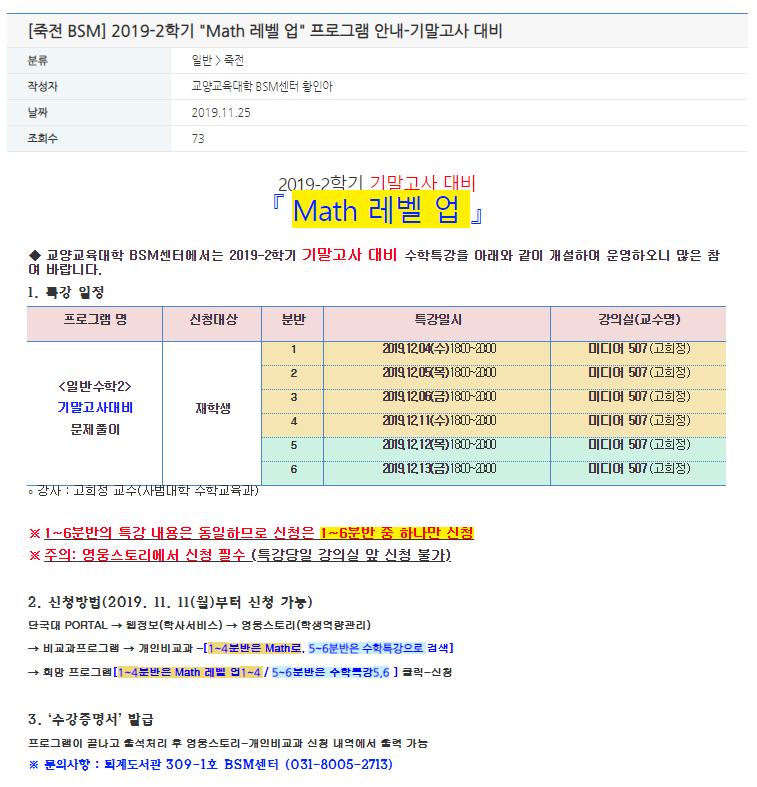 [죽전 BSM] 2019-2학기 "Math 레벨 업" 프로그램 안내-기말고사 대비
분류 일반 > 죽전
작성자 교양교육대학 BSM센터 황인아
날짜 2019.11.25
조회수 73
2019-2학기 기말고사 대비
『 Math 레벨 업 』
◆ 교양교육대학 BSM센터에서는 2019-2학기 기말고사 대비 수학특강을 아래와 같이 개설하여 운영하오니 많은 참
여 바랍니다.
1. 특강 일정
프로그램 명 신청대상 분반 특강일시 강의실(교수명)
<일반수학2>
기말고사대비
문제풀이
재학생
1 2019.12.04(수)18:00~20:00 미디어 507 (고희정)
2 2019.12.05(목)18:00~20:00 미디어 507 (고희정)
3 2019.12.06(금)18:00~20:00 미디어 507 (고희정)
4 2019.12.11(수)18:00~20:00 미디어 507 (고희정)
5 2019.12.12(목)18:00~20:00 미디어 507 (고희정)
6 2019.12.13(금)18:00~20:00 미디어 507 (고희정)
◦ 강사 : 고희정 교수(사범대학 수학교육과)
※ 1~6분반의 특강 내용은 동일하므로 신청은 1~6분반 중 하나만 신청
※ 주의: 영웅스토리에서 신청 필수 (특강당일 강의실 앞 신청 불가)
2. 신청방법(2019. 11. 11(월)부터 신청 가능)
단국대 PORTAL → 웹정보(학사서비스) → 영웅스토리(학생역량관리)
→ 비교과프로그램 → 개인비교과 -[1~4분반은 Math로, 5~6분반은 수학특강으로 검색]
→ 희망 프로그램[1~4분반은 Math 레벨 업1~4 / 5~6분반은 수학특강5,6 ] 클릭-신청
3. ‘수강증명서’ 발급
프로그램이 끝나고 출석처리 후 영웅스토리-개인비교과 신청 내역에서 출력 가능
※ 문의사항 : 퇴계도서관 309-1호 BSM센터 (031-8005-2713)